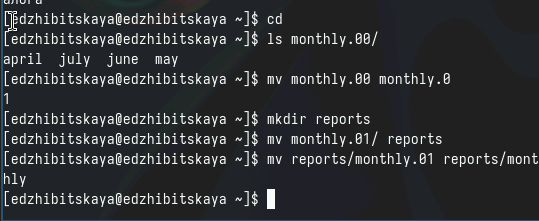 алога
[edzhibitskaya@edzhibitskaya ~]$ cd
[edzhibitskaya@edzhibitskaya ~]$ ls monthly.00/
april  july  june  may
[edzhibitskaya@edzhibitskaya ~]$ mv monthly.00 monthly.0
1
[edzhibitskaya@edzhibitskaya ~]$ mkdir reports
[edzhibitskaya@edzhibitskaya ~]$ mv monthly.01/ reports
[edzhibitskaya@edzhibitskaya ~]$ mv reports/monthly.01 reports/mont
hly
[edzhibitskaya@edzhibitskaya ~]$